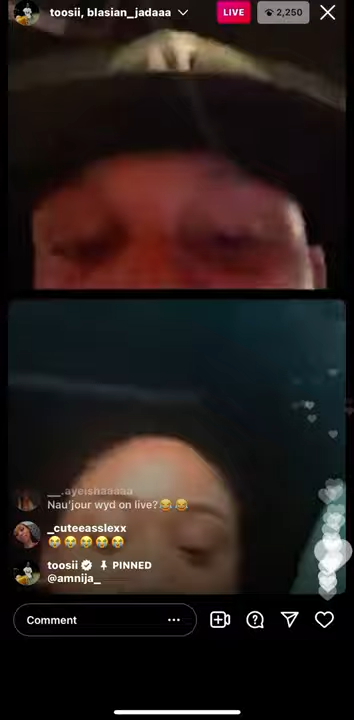 toosii, blasian_jadaaa
LIVE
2,250
__.ayeishaaaaa
Nau'jour wyd on live?😂😂
_cuteeasslexx
😭😭😭😭😭
toosii PINNED
@amnija_
Comment